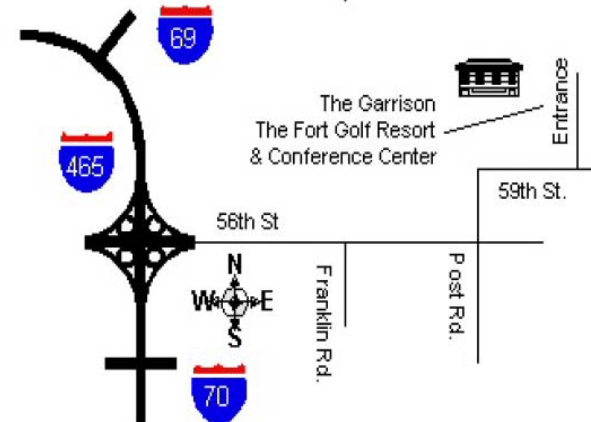 69
The Garrison
The Fort Golf Resort
& Conference Center
Entrance
465
59th St.
56th St
N
W
E
S
Franklin Rd.
Post Rd.
70